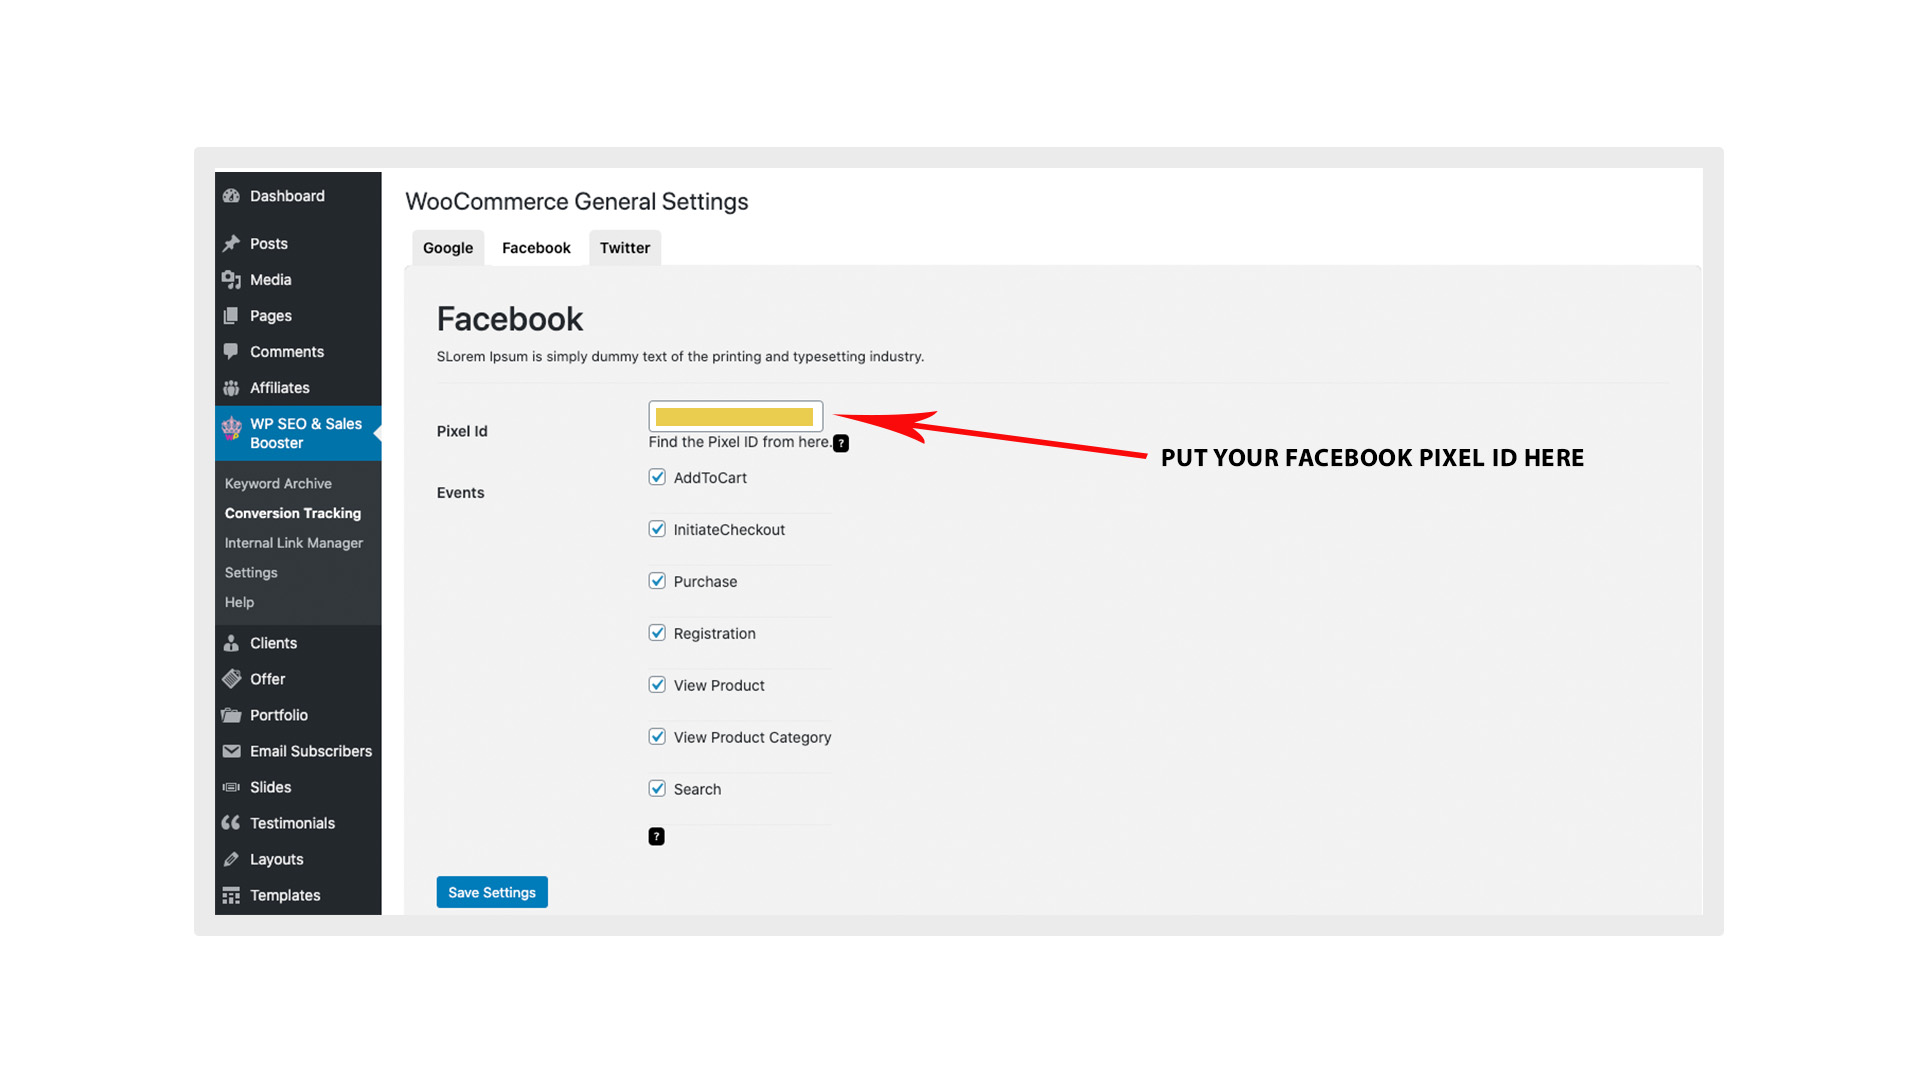 Dashboard
Posts
Media
Pages
Comments
Affiliates
WP SEO & Sales
Booster
Keyword Archive
Conversion Tracking
Internal Link Manager
Settings
Help
Clients
Offer
Portfolio
Email Subscribers
Slides
Testimonials
Layouts
Templates
WooCommerce General Settings
Google Facebook Twitter
Facebook
SLorem Ipsum is simply dummy text of the printing and typesetting industry.
Pixel Id
Find the Pixel ID from here. ?
PUT YOUR FACEBOOK PIXEL ID HERE
Events
AddToCart
InitiateCheckout
Purchase
Registration
View Product
View Product Category
Search
?
Save Settings